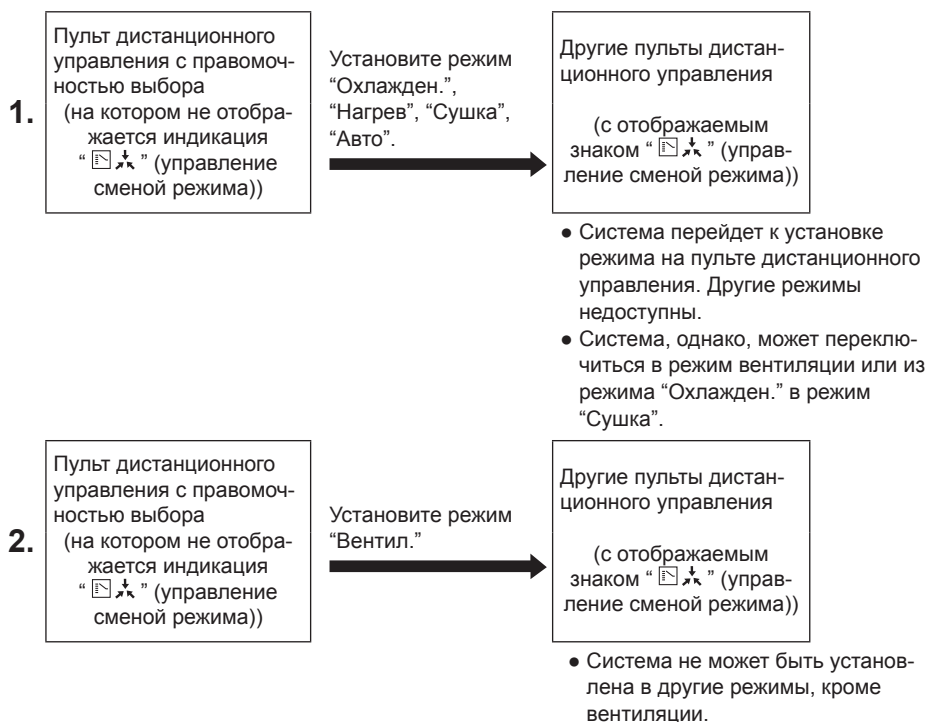 1.
Пульт дистанционного
управления с правомоч-
ностью выбора
(на котором не отобра-
жается индикация
“ ” (управление
сменой режима))
Установите режим
“Охлажден.”,
“Нагрев”, “Сушка”,
“Авто”.
Другие пульты дистан-
ционного управления
(с отображаемым
знаком “ ” (управ-
ление сменой режима))
● Система перейдет к установке
режима на пульте дистанционного
управления. Другие режимы
недоступны.
● Система, однако, может переклю-
читься в режим вентиляции или из
режима “Охлажден.” в режим
“Сушка”.
2.
Пульт дистанционного
управления с правомоч-
ностью выбора
(на котором не отобра-
жается индикация
“ ” (управление
сменой режима))
Установите режим
“Вентил.”
Другие пульты дистан-
ционного управления
(с отображаемым
знаком “ ” (управ-
ление сменой режима))
● Система не может быть установ-
лена в другие режимы, кроме
вентиляции.